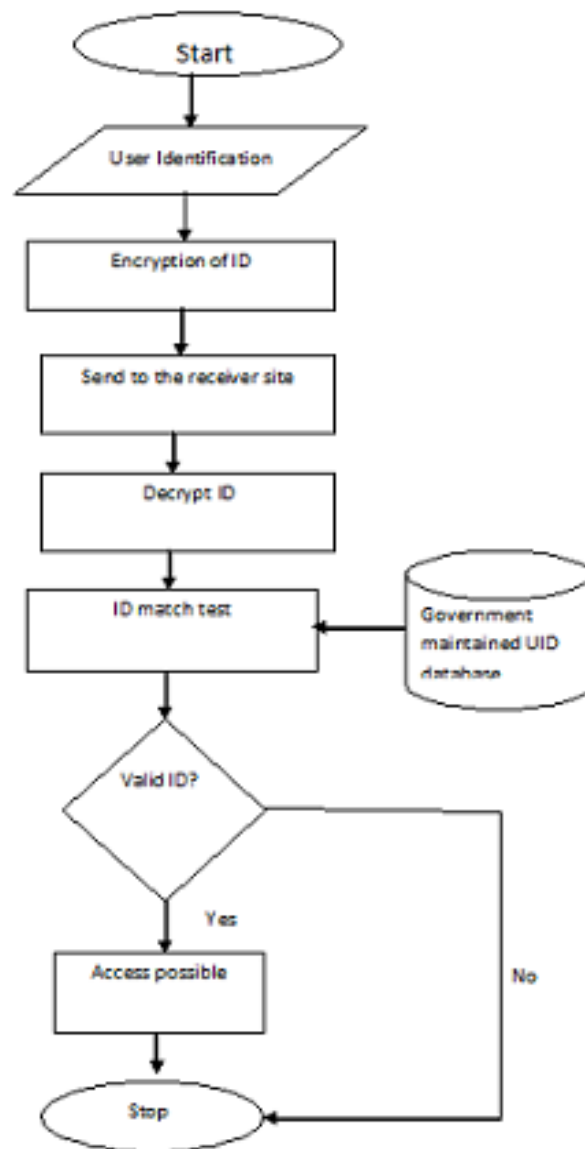 Start
User Identification
Encryption of ID
Send to the receiver site
Decrypt ID
ID match test
Government
maintained UID
database
Valid ID?
Yes
Access possible
No
Stop